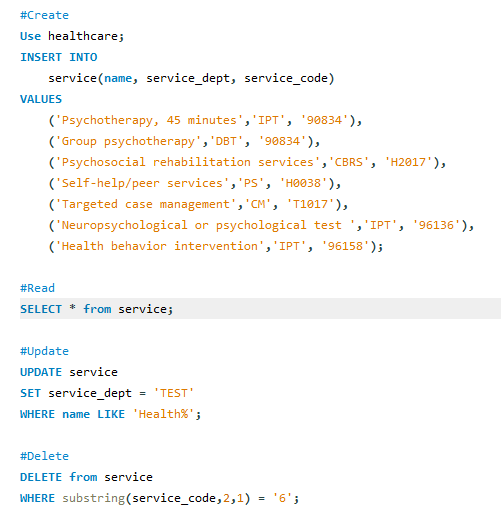 #Create
Use healthcare;
INSERT INTO
    service(name, service_dept, service_code)
VALUES
    ('Psychotherapy, 45 minutes','IPT', '90834'),
    ('Group psychotherapy','DBT', '90834'),
    ('Psychosocial rehabilitation services','CBRS', 'H2017'),
    ('Self-help/peer services','PS', 'H0038'),
    ('Targeted case management','CM', 'T1017'),
    ('Neuropsychological or psychological test ','IPT', '96136'),
    ('Health behavior intervention','IPT', '96158');

#Read
SELECT * from service;

#Update
UPDATE service
SET service_dept = 'TEST'
WHERE name LIKE 'Health%';

#Delete
DELETE from service
WHERE substring(service_code,2,1) = '6';